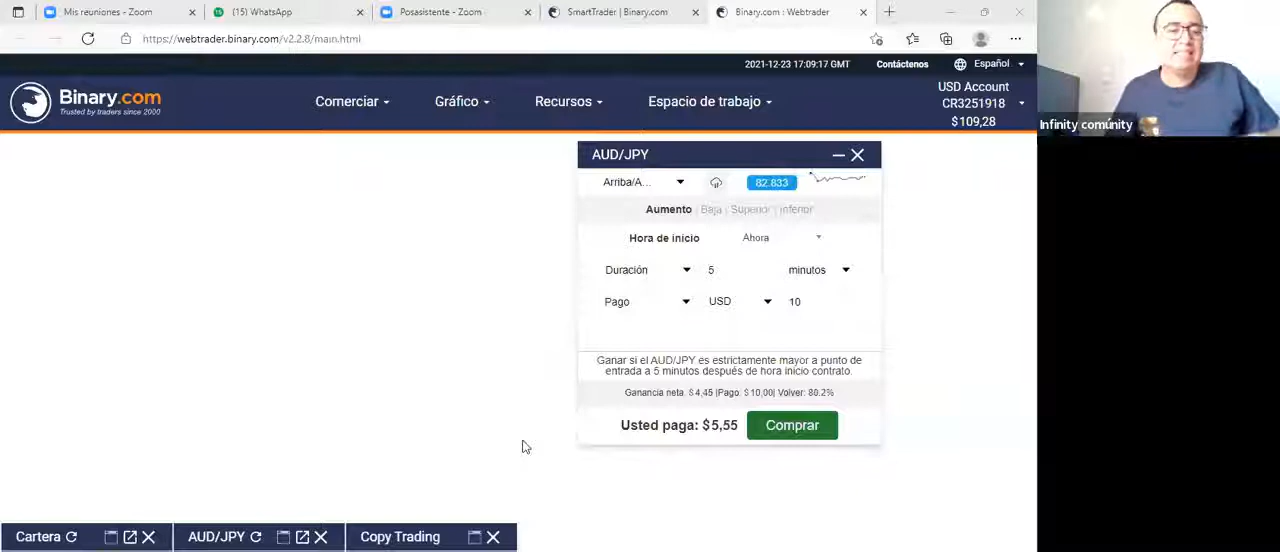 Mis reuniones - Zoom
(15) WhatsApp
Posasistente - Zoom
SmartTrader | Binary.com
Binary.com : Webtrader
https://webtrader.binary.com/v2.2.8/main.html
2021-12-23 17:09:17 GMT
Contáctenos
Español
Binary.com
Trusted by traders since 2000
Comerciar
Gráfico
Recursos
Espacio de trabajo
USD Account
CR3251918
$109,28
Infinity comúnity
AUD/JPY
Arriba/A...
82.833
Aumento | Baja | Superior | Inferior
Hora de inicio Ahora
Duración 5 minutos
Pago USD 10
Ganar si el AUD/JPY es estrictamente mayor a punto de
entrada a 5 minutos después de hora inicio contrato.
Ganancia neta: $4,45 |Pago: $10,00| Volver: 80.2%
Usted paga: $5,55 Comprar
Cartera
AUD/JPY
Copy Trading